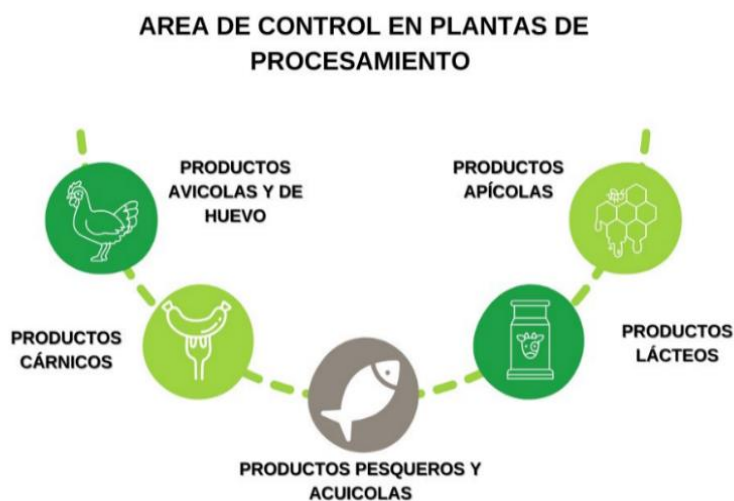 AREA DE CONTROL EN PLANTAS DE
PROCESAMIENTO
PRODUCTOS
AVICOLAS Y DE
HUEVO
PRODUCTOS
APÍCOLAS
PRODUCTOS
CÁRNICOS
PRODUCTOS
LÁCTEOS
PRODUCTOS PESQUEROS Y
ACUICOLAS